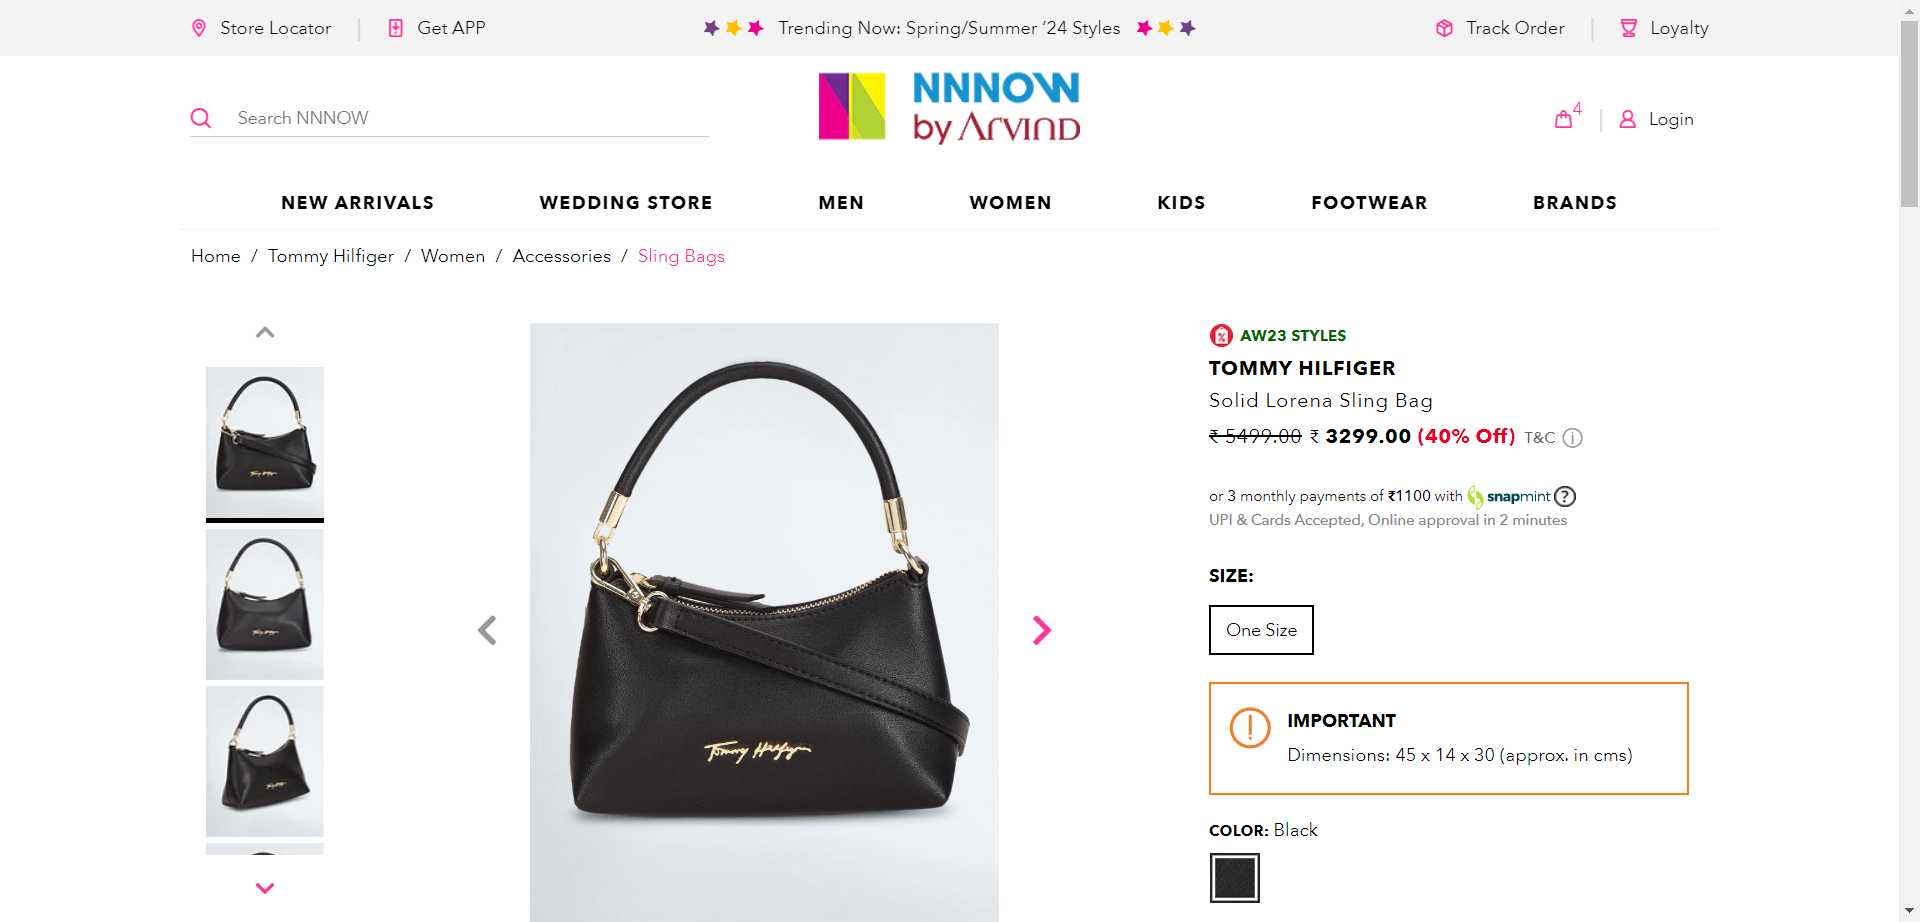 Store Locator
Get APP
Trending Now: Spring/Summer ‘24 Styles
Track Order
Loyalty
Search NNNOW
NNNOW
by Arvind
4
Login
NEW ARRIVALS
WEDDING STORE
MEN
WOMEN
KIDS
FOOTWEAR
BRANDS
Home / Tommy Hilfiger / Women / Accessories / Sling Bags
AW23 STYLES
TOMMY HILFIGER
Solid Lorena Sling Bag
₹ 5499.00 ₹ 3299.00 (40% Off) T&C
or 3 monthly payments of ₹1100 with snapmint ?
UPI & Cards Accepted, Online approval in 2 minutes
SIZE:
One Size
IMPORTANT
Dimensions: 45 x 14 x 30 (approx. in cms)
COLOR: Black
Tommy Hilfiger